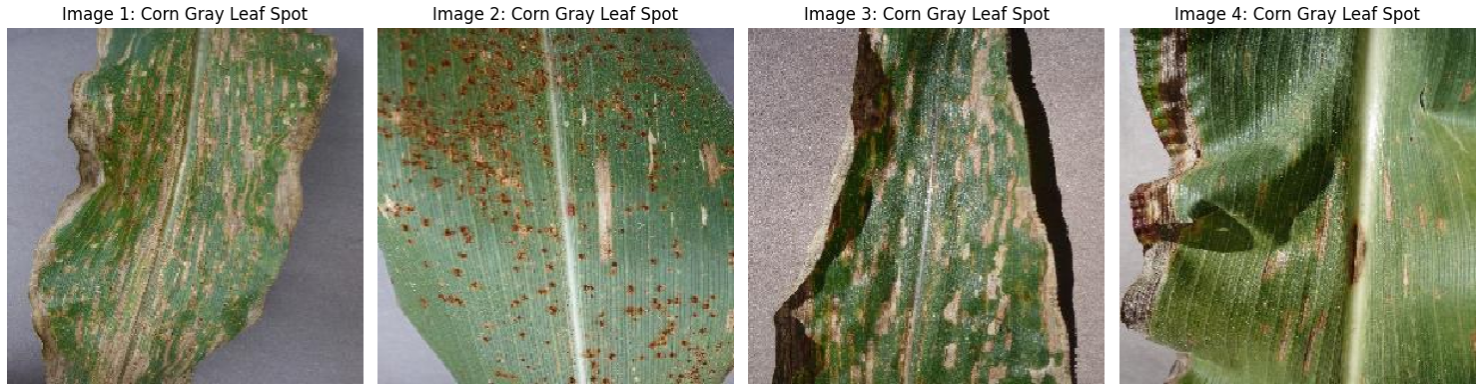 Image 1: Corn Gray Leaf Spot
Image 2: Corn Gray Leaf Spot
Image 3: Corn Gray Leaf Spot
Image 4: Corn Gray Leaf Spot